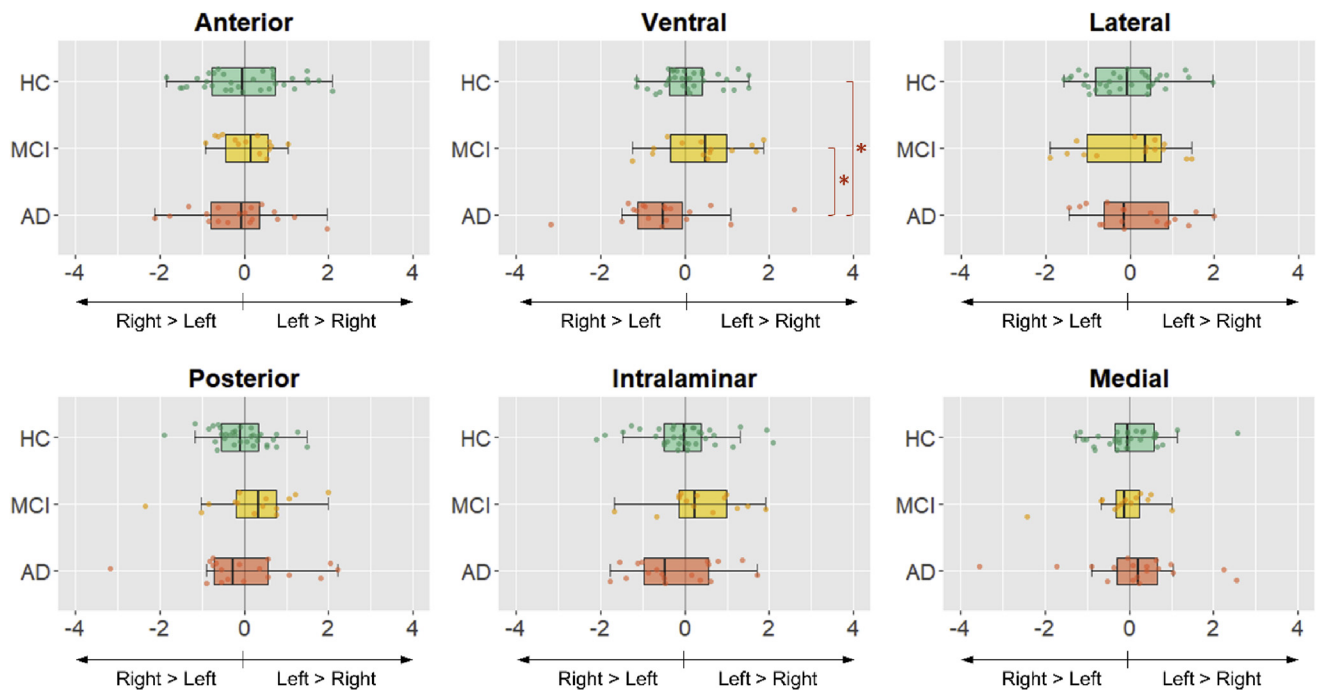 Anterior Ventral Lateral
HC HC HC
MCI MCI MCI
* *
AD AD AD
-4 -2 0 2 4 -4 -2 0 2 4 -4 -2 0 2 4
Right > Left Left > Right Right > Left Left > Right Right > Left Left > Right
Posterior Intralaminar Medial
HC HC HC
MCI MCI MCI
AD AD AD
-4 -2 0 2 4 -4 -2 0 2 4 -4 -2 0 2 4
Right > Left Left > Right Right > Left Left > Right Right > Left Left > Right